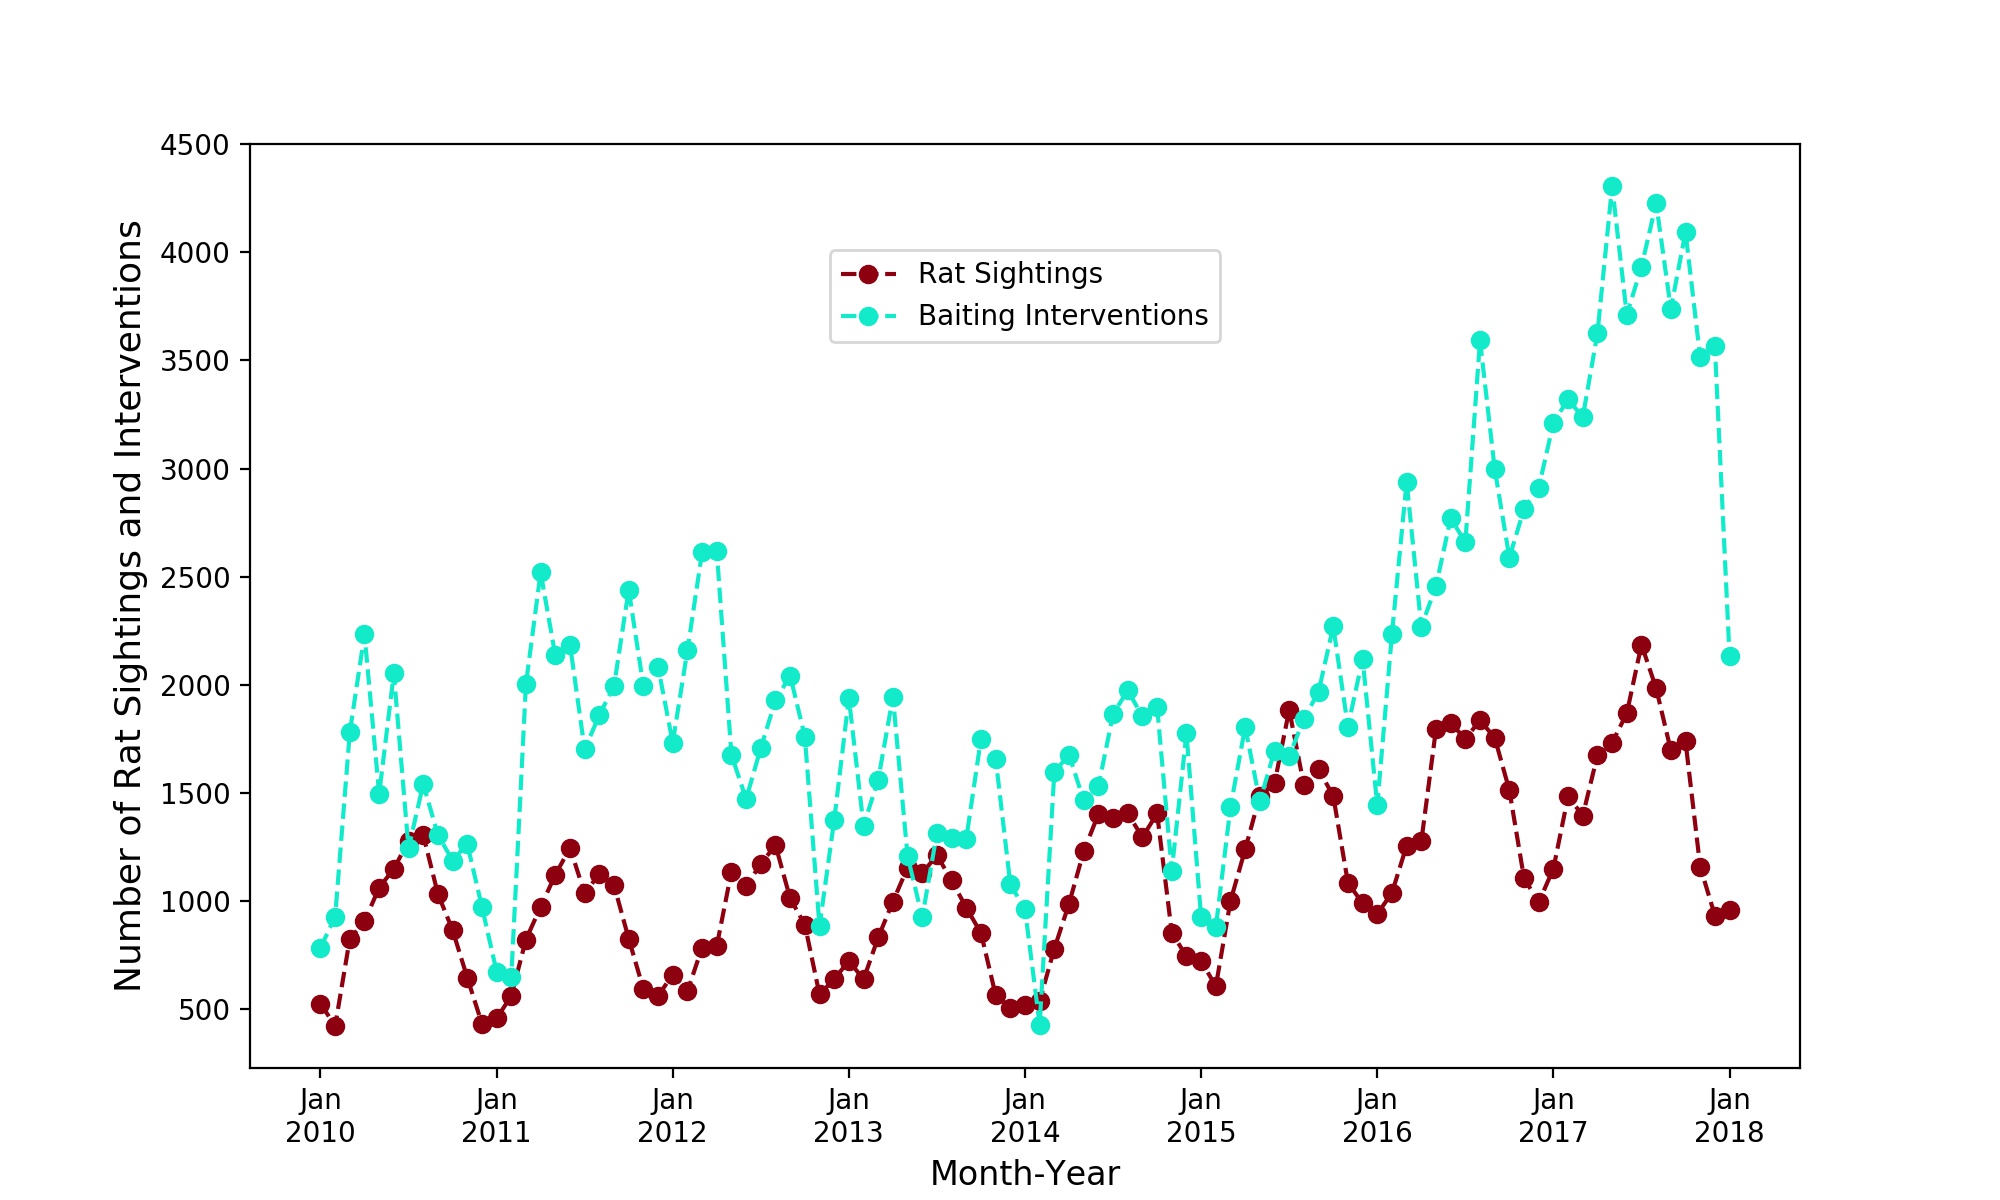 4500
4000
3500
3000
2500
2000
1500
1000
500
Number of Rat Sightings and Interventions
Rat Sightings
Baiting Interventions
Jan Jan Jan Jan Jan Jan Jan Jan Jan
2010 2011 2012 2013 2014 2015 2016 2017 2018
Month-Year